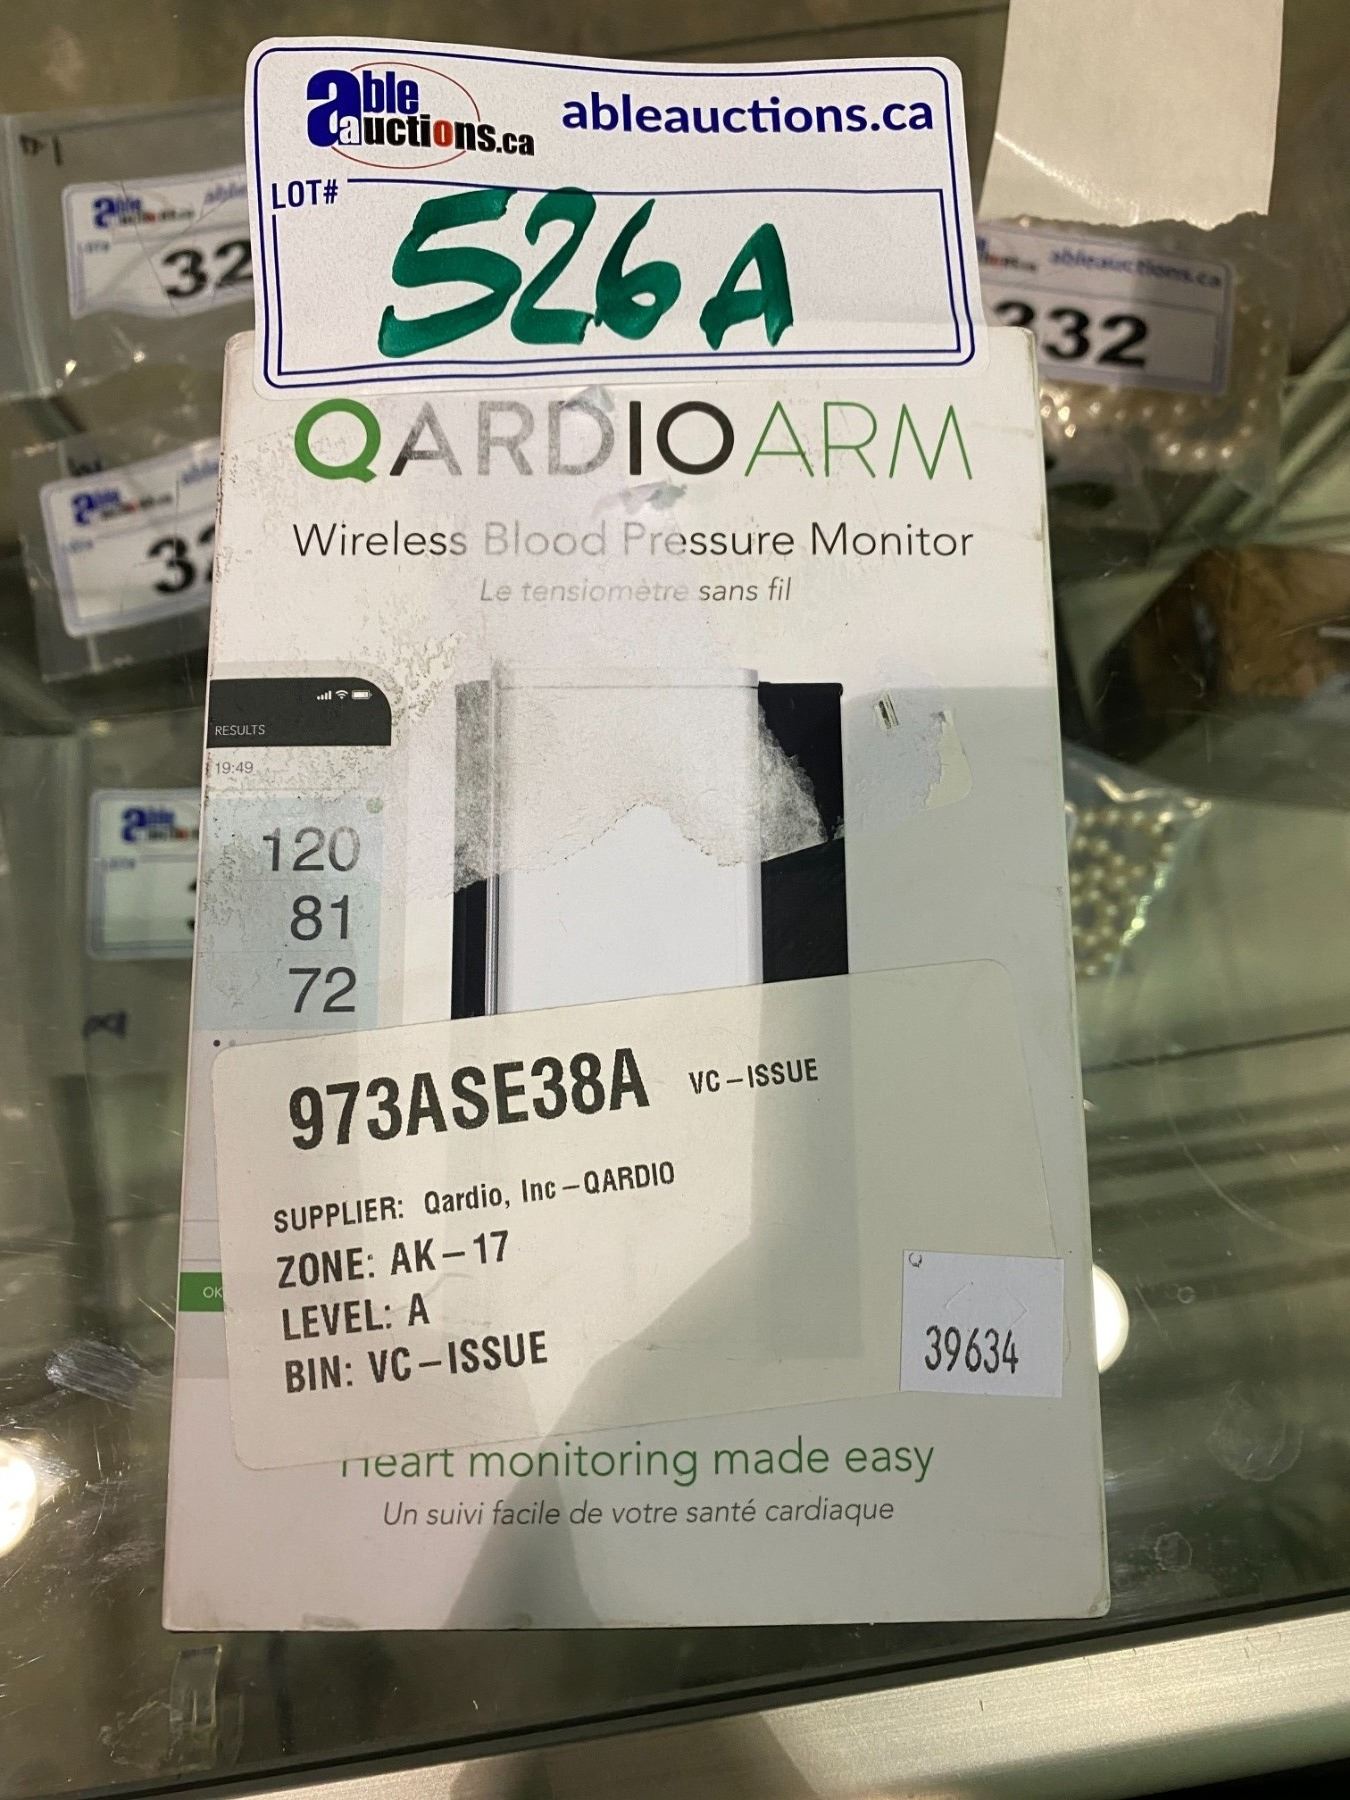 able auctions.ca
ableauctions.ca
LOT#
526A
332
QARDIOARM
Wireless Blood Pressure Monitor
Le tensiomètre sans fil
RESULTS
19:49
120
81
72
973ASE38A VC-ISSUE
SUPPLIER: Qardio, Inc-QARDIO
ZONE: AK-17
LEVEL: A
BIN: VC-ISSUE
OK
39634
Heart monitoring made easy
Un suivi facile de votre santé cardiaque